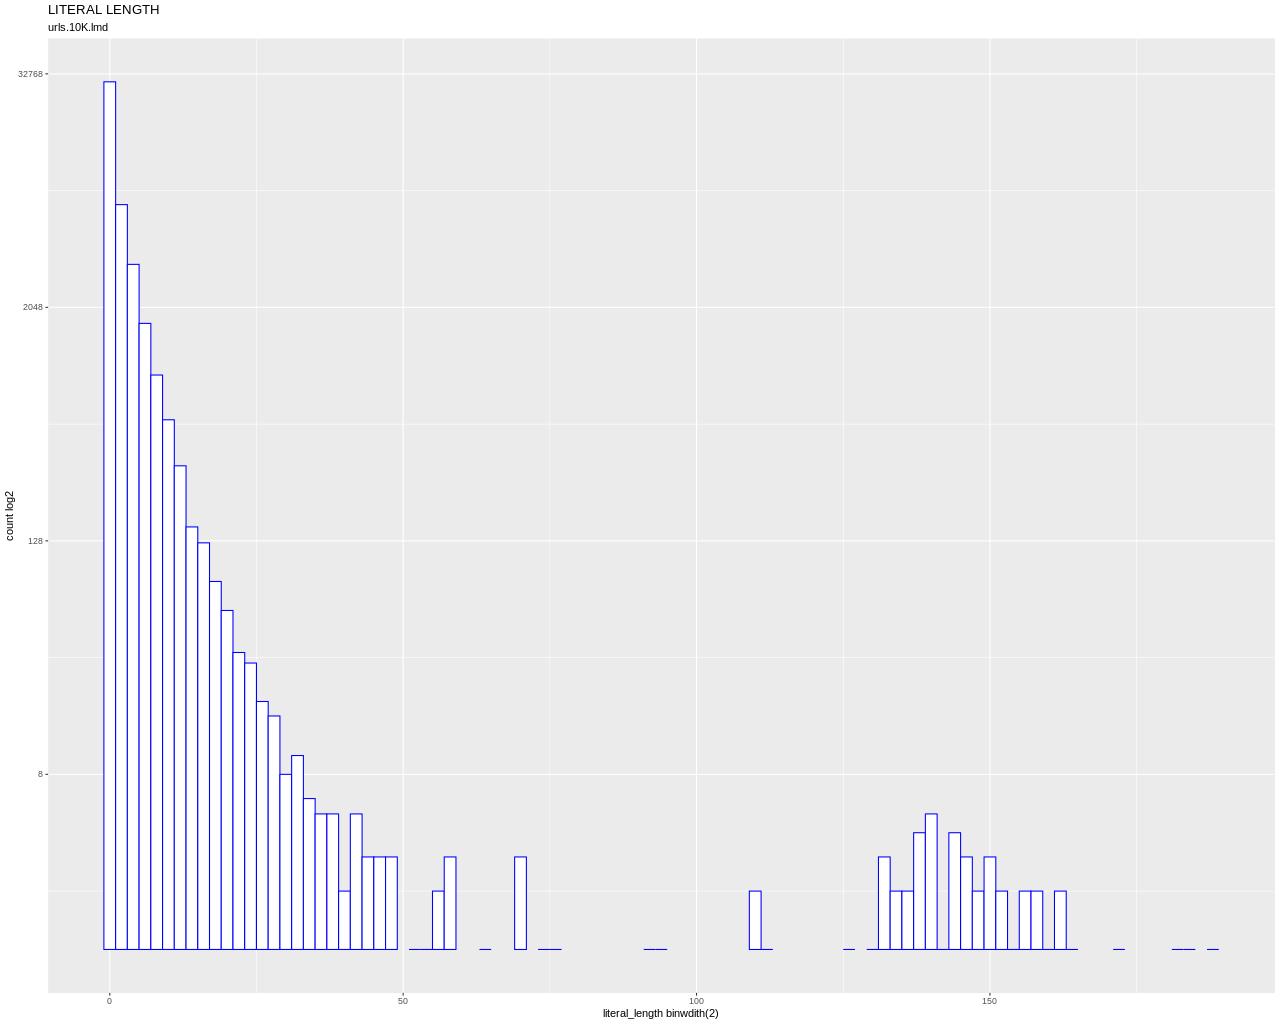 LITERAL LENGTH
urls.10K.lmd
count log2
32768
2048
128
8
0
50
100
150
literal_length binwdith(2)